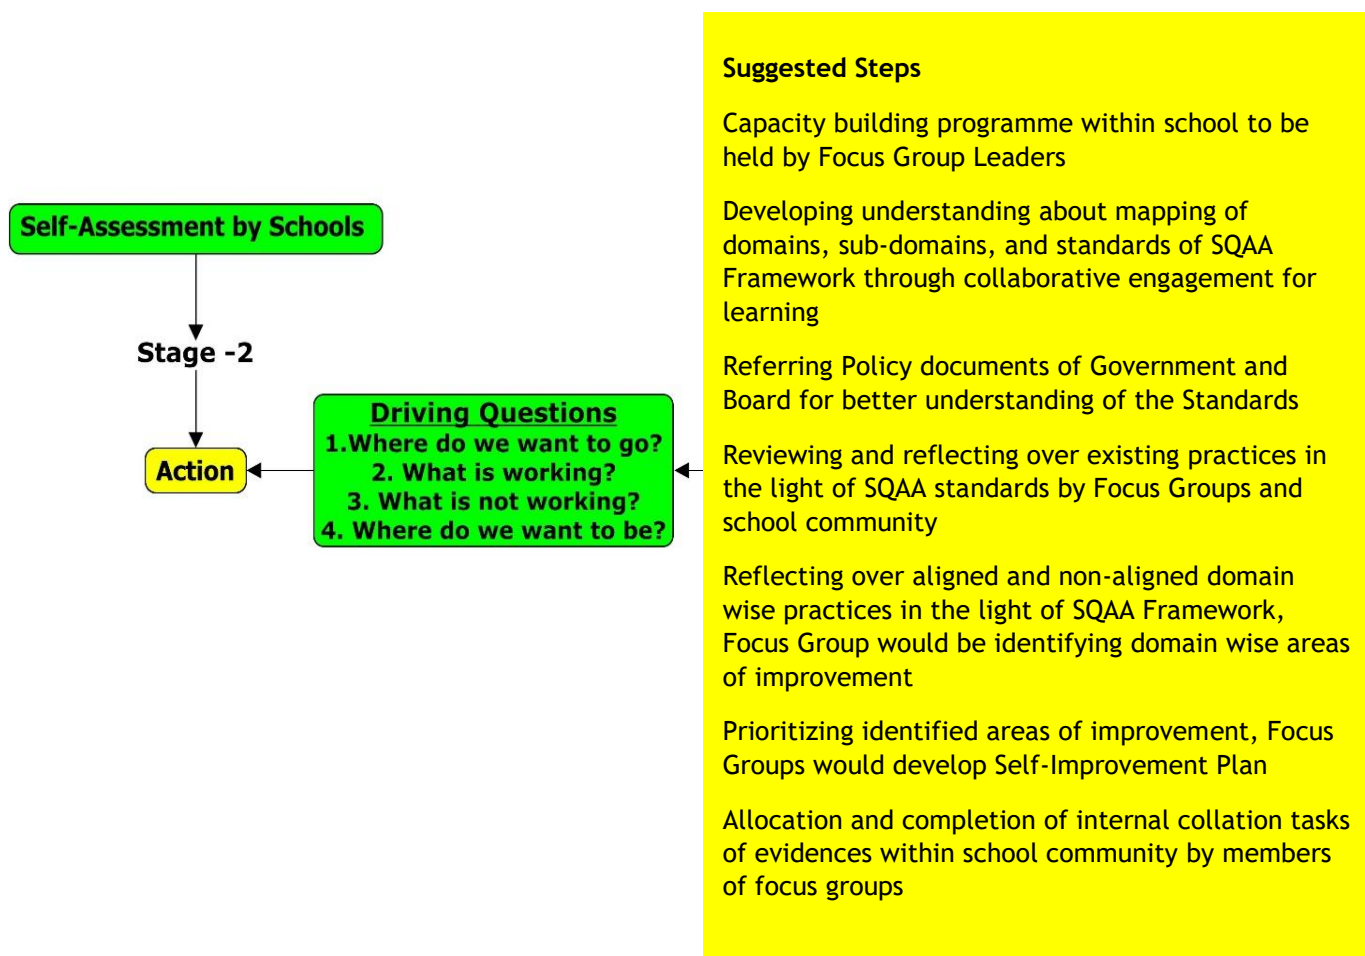 Self-Assessment by Schools
Stage -2
Action
Driving Questions
1.Where do we want to go?
2. What is working?
3. What is not working?
4. Where do we want to be?
Suggested Steps
Capacity building programme within school to be
held by Focus Group Leaders
Developing understanding about mapping of
domains, sub-domains, and standards of SQAA
Framework through collaborative engagement for
learning
Referring Policy documents of Government and
Board for better understanding of the Standards
Reviewing and reflecting over existing practices in
the light of SQAA standards by Focus Groups and
school community
Reflecting over aligned and non-aligned domain
wise practices in the light of SQAA Framework,
Focus Group would be identifying domain wise areas
of improvement
Prioritizing identified areas of improvement, Focus
Groups would develop Self-Improvement Plan
Allocation and completion of internal collation tasks
of evidences within school community by members
of focus groups